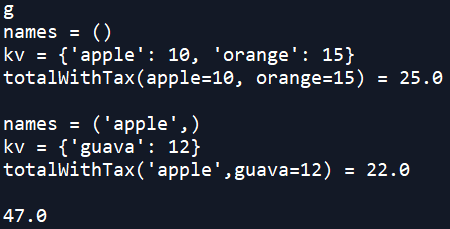 g
names = ()
kv = {'apple': 10, 'orange': 15}
totalWithTax(apple=10, orange=15) = 25.0
names = ('apple',)
kv = {'guava': 12}
totalWithTax('apple',guava=12) = 22.0
47.0